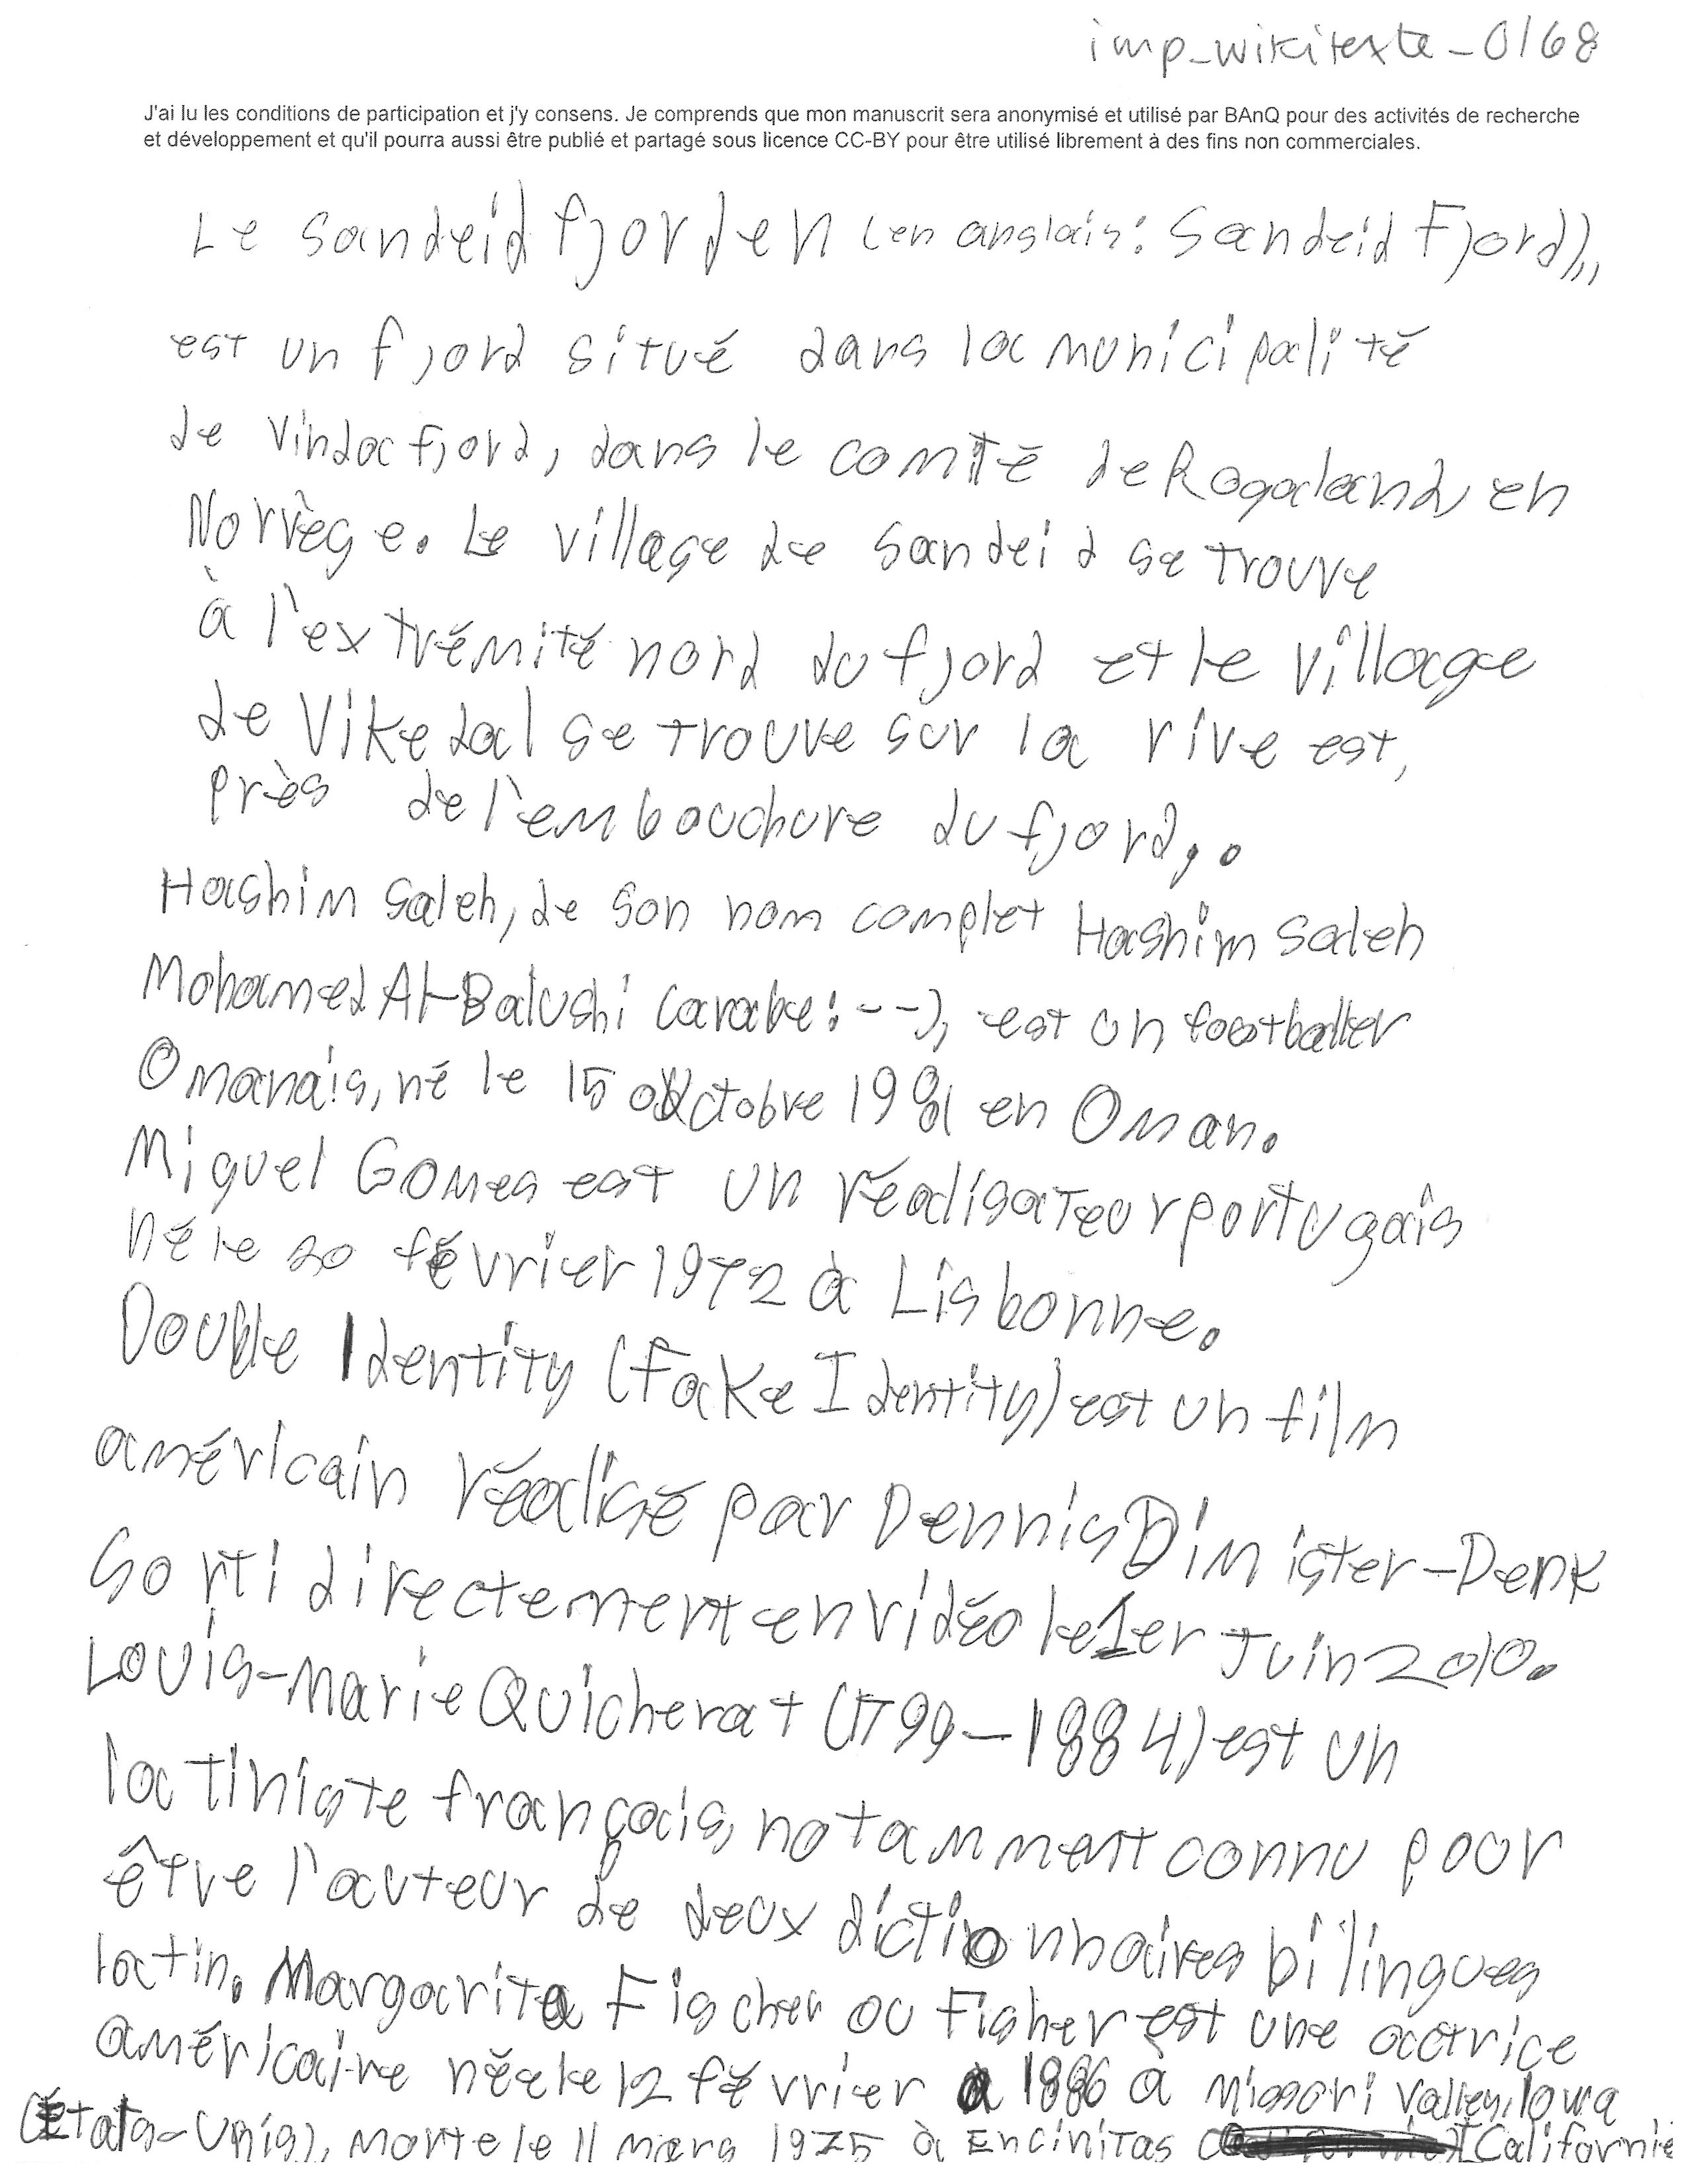 imp_wikitexte_0168
J'ai lu les conditions de participation et j'y consens. Je comprends que mon manuscrit sera anonymisé et utilisé par BAnQ pour des activités de recherche
et développement et qu'il pourra aussi être publié et partagé sous licence CC-BY pour être utilisé librement à des fins non commerciales.
Le Sandeidfjorden (en anglais: Sandeid Fjord),,
est un fjord situé dans la municipalité
de Vindafjord, dans le comté de Rogaland, en
Norvège. Le village de Sandeid se trouve
à l'extrémité nord du fjord et le village
de Vikedal se trouve sur la rive est,
près de l'embouchure du fjord,.
Hashim Saleh, de son nom complet Hashim Saleh
Mohamed Al-Balushi (arabe: --), est un footballer
Omanais, né le 15 octobre 1981 en Oman.
Miguel Gomes est un réalisateur portugais
né le 20 février 1972 à Lisbonne.
Double Identity (Fake Identity) est un film
américain réalisé par Dennis Dimister-Denk
Sorti directement en vidéo le 1er Juin 2010.
Louis-Marie Quicherat (1799-1884) est un
latiniste français, notamment connu pour
être l'auteur de deux dictionnaires bilingues
latin. Margarita Fischer ou Fisher est une actrice
américaine née le 12 février 1886 à Missori Valley, Iowa
(États-Unis), morte le 11 mars 1975 à Encinitas Californie